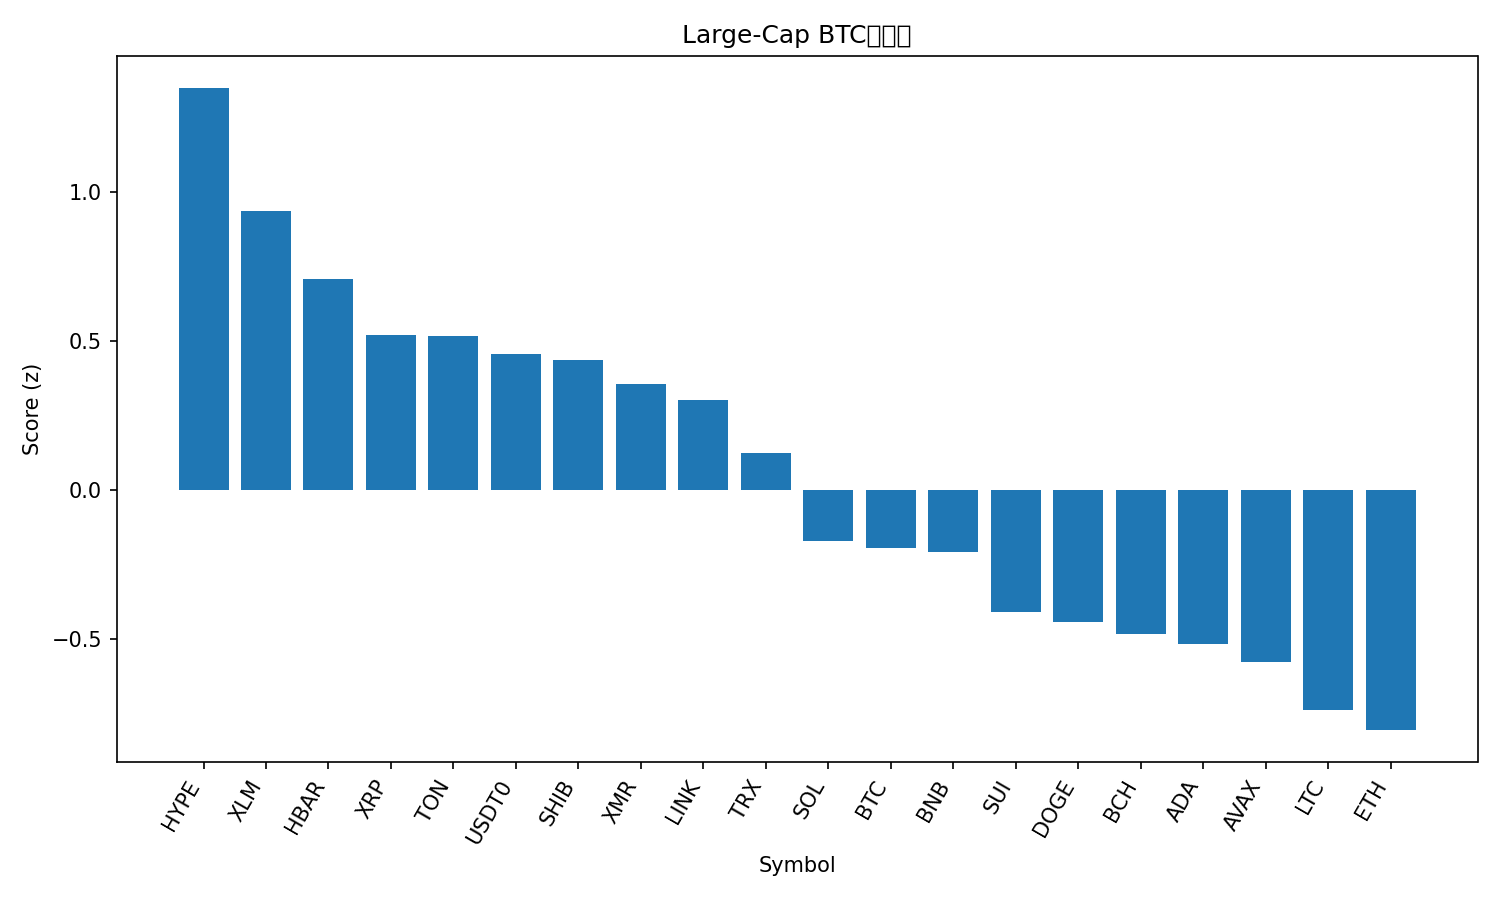 Large-Cap BTC
Score (z)
1.0
0.5
0.0
−0.5
HYPE
XLM
HBAR
XRP
TON
USDT0
SHIB
XMR
LINK
TRX
SOL
BTC
BNB
SUI
DOGE
BCH
ADA
AVAX
LTC
ETH
Symbol